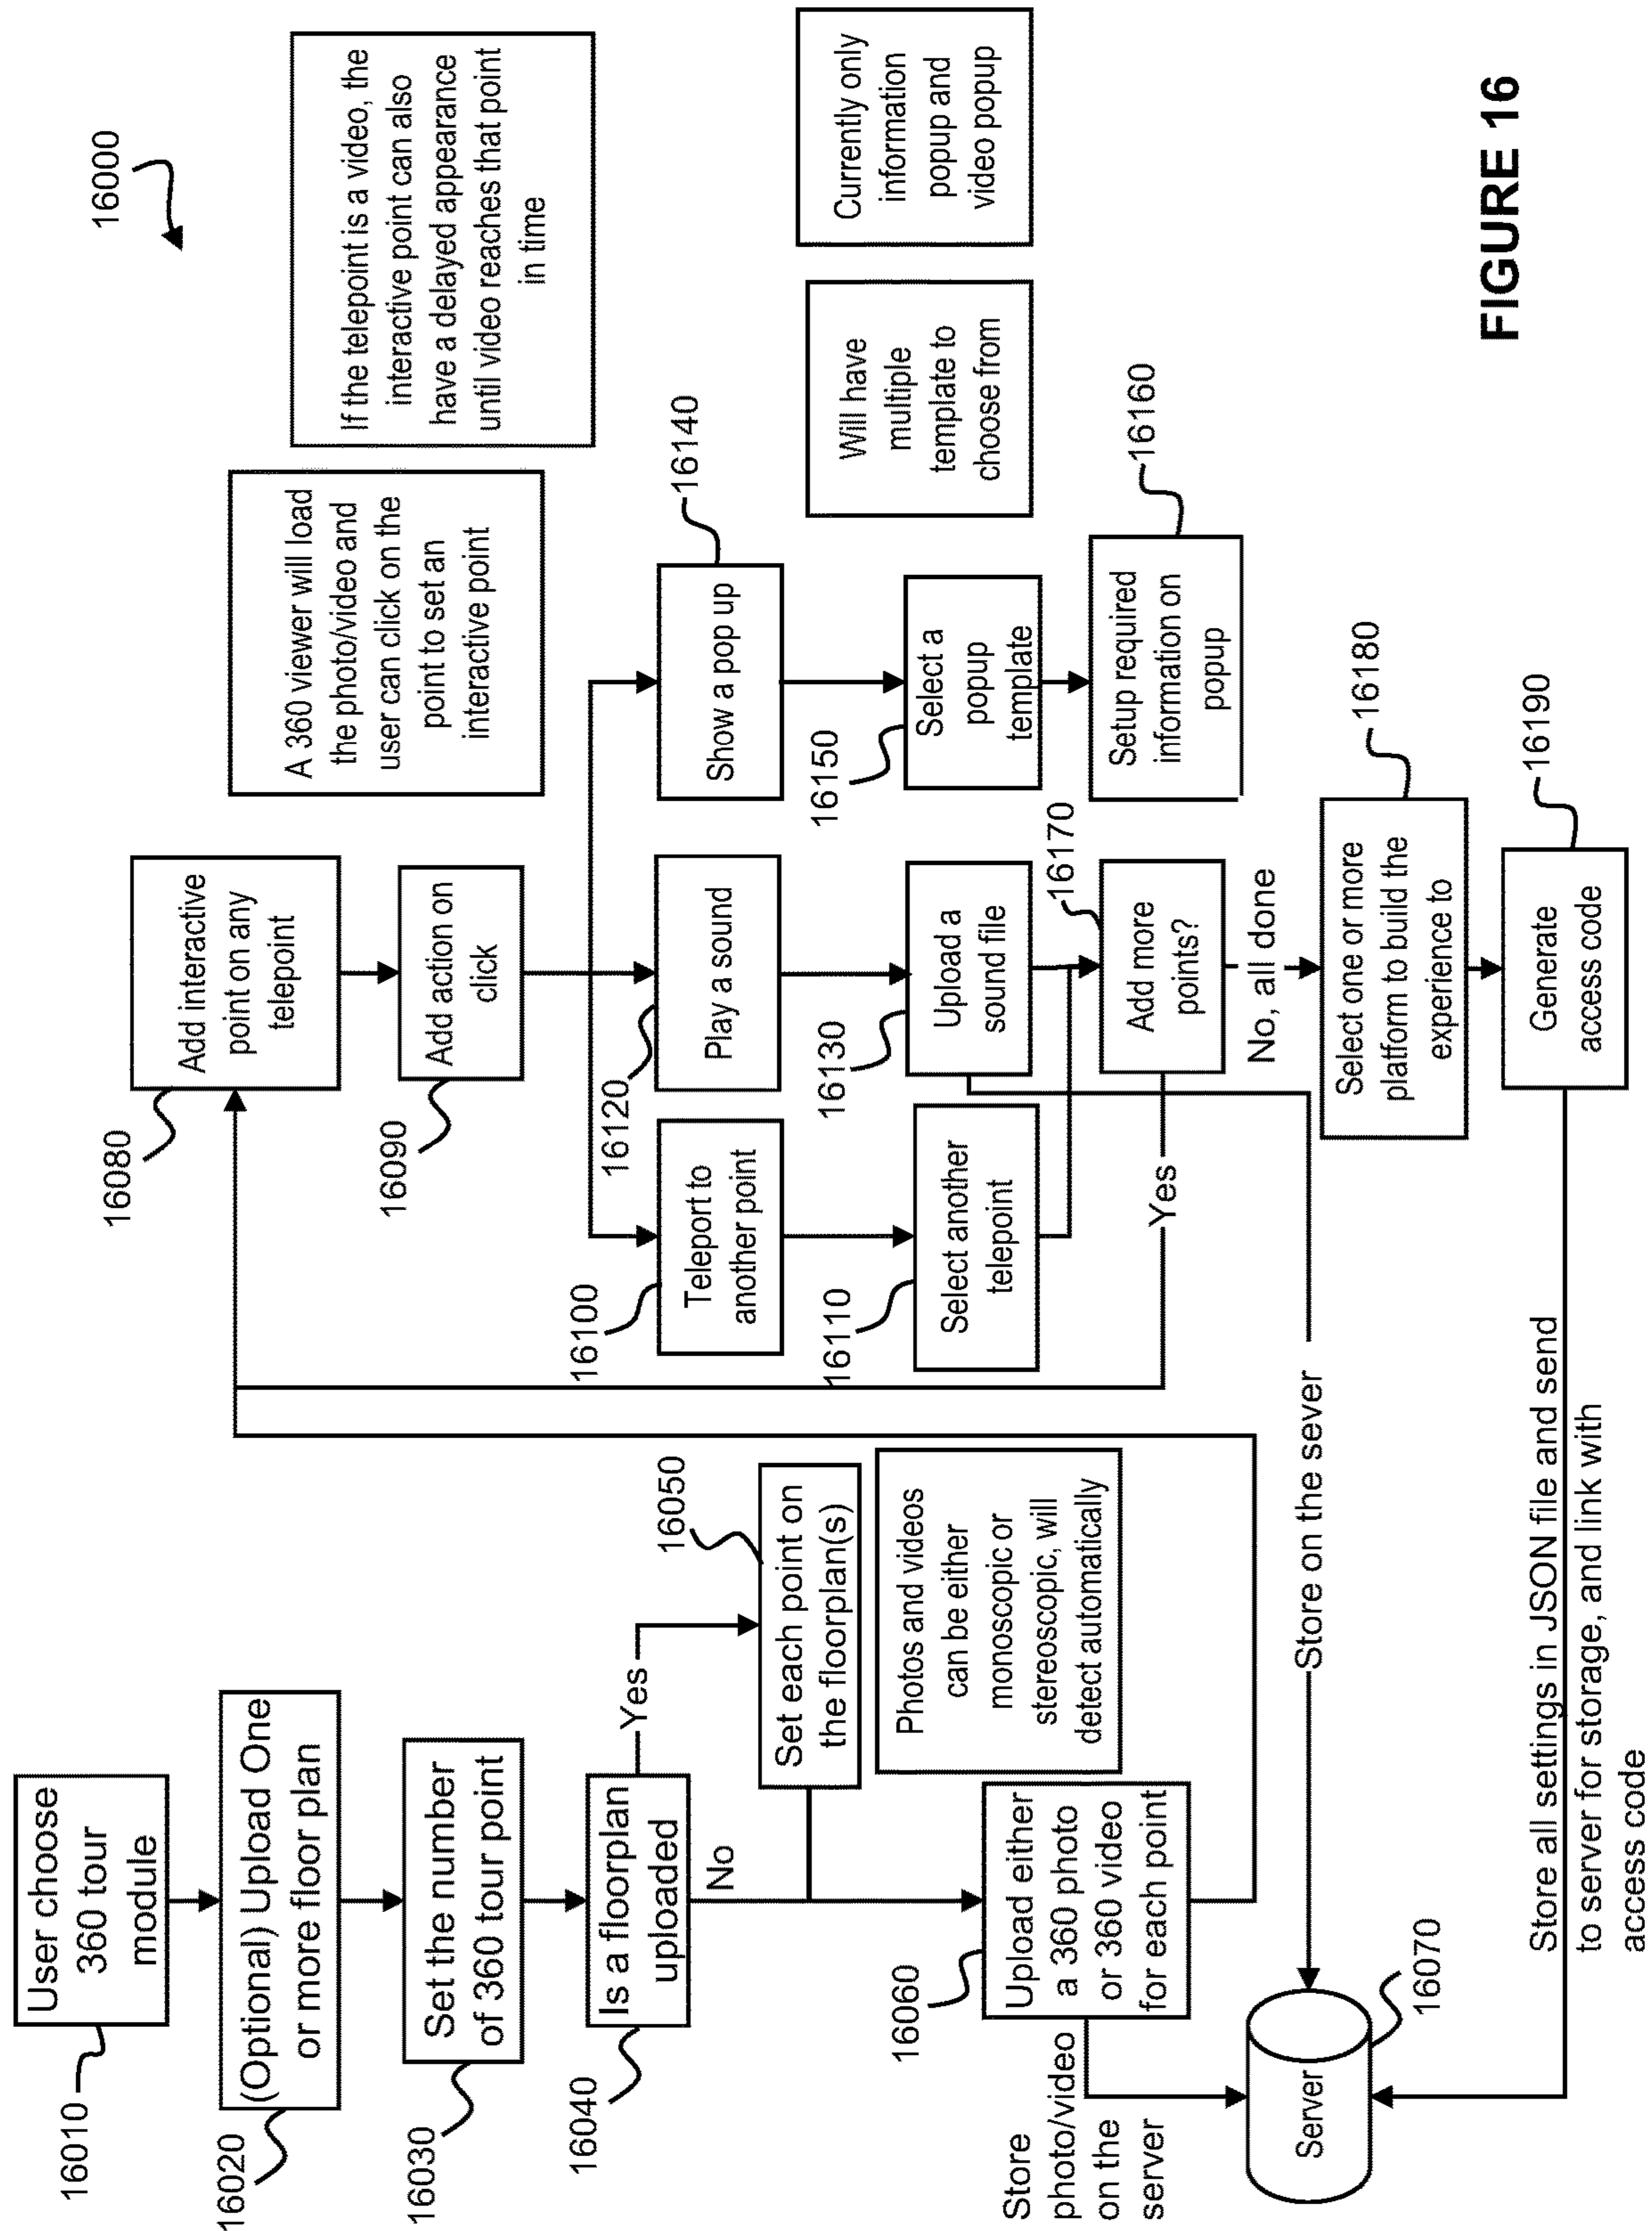 16000
User choose
360 tour
module
16010
(Optional) Upload One
or more floor plan
16020
Set the number
of 360 tour point
16030
Is a floorplan
uploaded
16040
Yes
No
16050
Set each point on
the floorplan(s)
Photos and videos
can be either
monoscopic or
stereoscopic, will
detect automatically
Upload either
a 360 photo
or 360 video
for each point
16060
Store
photo/video
on the
server
Server
16070
16080
Add interactive
point on any
telepoint
A 360 viewer will load
the photo/video and
user can click on the
point to set an
interactive point
If the telepoint is a video, the
interactive point can also
have a delayed appearance
until video reaches that point
in time
16090
Add action on
click
16100
Teleport to
another point
16120
Play a sound
Show a pop up
16140
16110
Select another
telepoint
16130
Upload a
sound file
16150
Select a
popup
template
Will have
multiple
template to
choose from
Currently only
information
popup and
video popup
16170
Add more
points?
Yes
Setup required
information on
popup
16160
No, all done
Store on the sever
Select one or more
platform to build the
experience to
16180
Generate
access code
16190
Store all settings in JSON file and send
to server for storage, and link with
access code
FIGURE 16